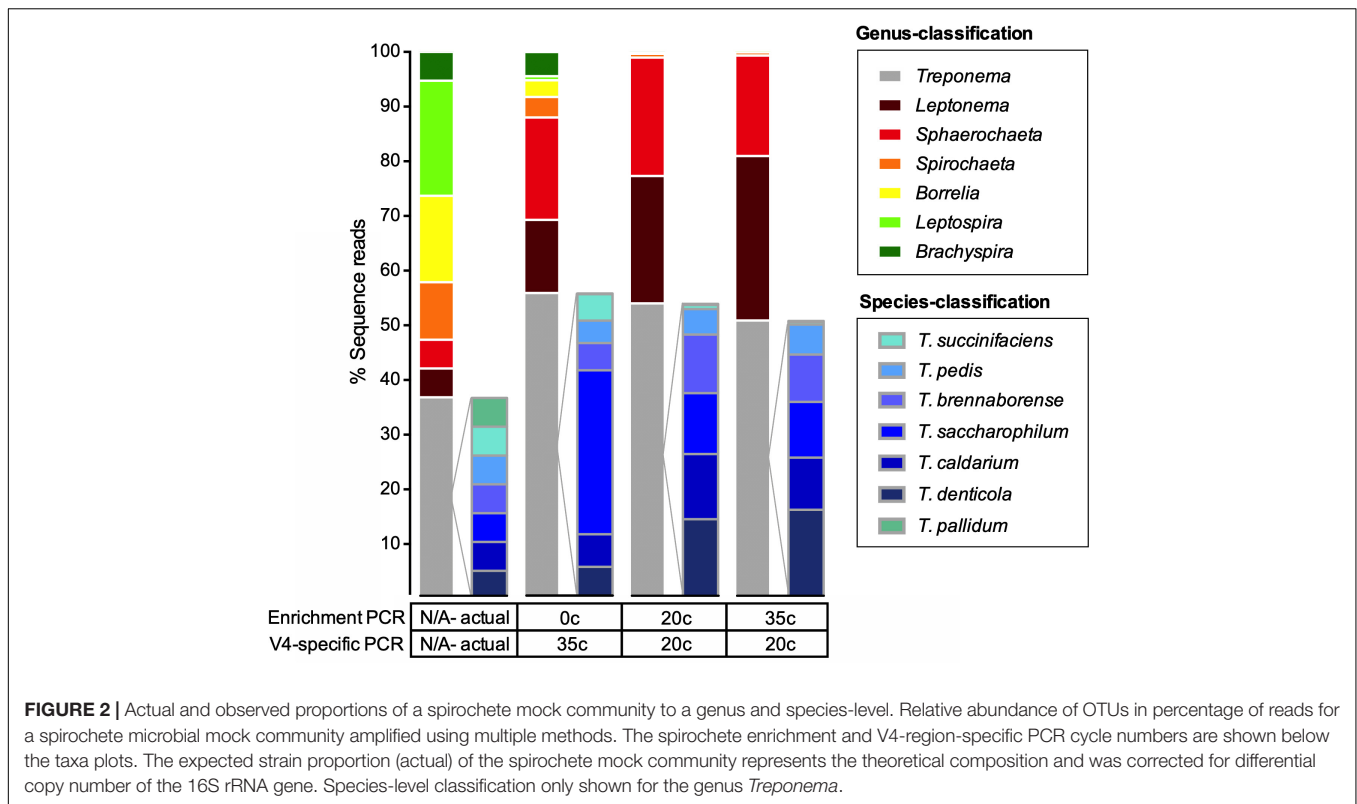 100
90
80
70
60
50
40
30
20
10
% Sequence reads
Genus-classification
Treponema
Leptonema
Sphaerochaeta
Spirochaeta
Borrelia
Leptospira
Brachyspira
Species-classification
T. succinifaciens
T. pedis
T. brennaborense
T. saccharophilum
T. caldarium
T. denticola
T. pallidum
Enrichment PCR N/A- actual 0c 20c 35c
V4-specific PCR N/A- actual 35c 20c 20c
FIGURE 2 | Actual and observed proportions of a spirochete mock community to a genus and species-level. Relative abundance of OTUs in percentage of reads for
a spirochete microbial mock community amplified using multiple methods. The spirochete enrichment and V4-region-specific PCR cycle numbers are shown below
the taxa plots. The expected strain proportion (actual) of the spirochete mock community represents the theoretical composition and was corrected for differential
copy number of the 16S rRNA gene. Species-level classification only shown for the genus Treponema.